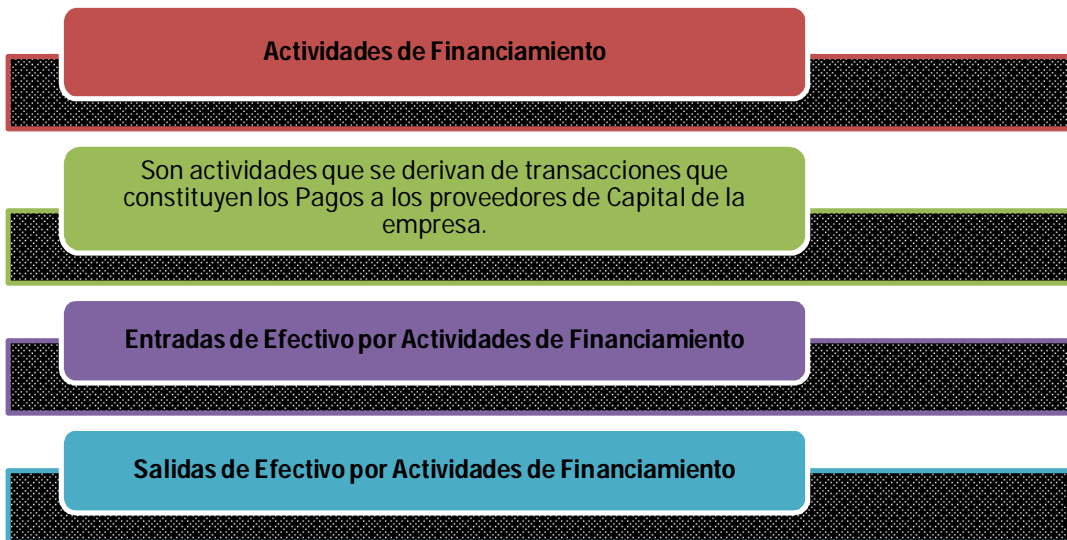 Actividades de Financiamiento
Son actividades que se derivan de transacciones que
constituyen los Pagos a los proveedores de Capital de la
empresa.
Entradas de Efectivo por Actividades de Financiamiento
Salidas de Efectivo por Actividades de Financiamiento